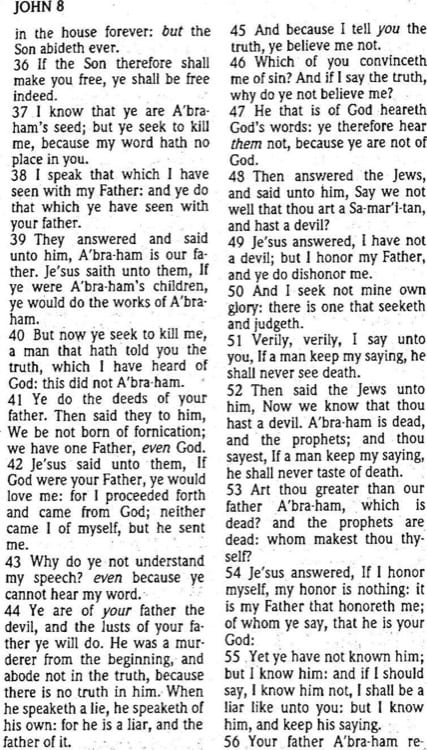 JOHN 8
in the house forever: but the
Son abideth ever.
36 If the Son therefore shall
make you free, ye shall be free
indeed.
37 I know that ye are A'bra-
ham's seed; but ye seek to kill
me, because my word hath no
place in you.
38 I speak that which I have
seen with my Father: and ye do
that which ye have seen with
your father.
39 They answered and said
unto him, A'bra-ham is our fa-
ther. Je'sus saith unto them, If
ye were A'bra-ham's children,
ye would do the works of A'bra-
ham.
40 But now ye seek to kill me,
a man that hath told you the
truth, which I have heard of
God: this did not A'bra-ham.
41 Ye do the deeds of your
father. Then said they to him,
We be not born of fornication;
we have one Father, even God.
42 Je'sus said unto them, If
God were your Father, ye would
love me: for I proceeded forth
and came from God; neither
came I of myself, but he sent
me.
43 Why do ye not understand
my speech? even because ye
cannot hear my word.
44 Ye are of your father the
devil, and the lusts of your fa-
ther ye will do. He was a mur-
derer from the beginning, and
abode not in the truth, because
there is no truth in him. When
he speaketh a lie, he speaketh of
his own: for he is a liar, and the
father of it.
45 And because I tell you the
truth, ye believe me not.
46 Which of you convinceth
me of sin? And if I say the truth,
why do ye not believe me?
47 He that is of God heareth
God's words: ye therefore hear
them not, because ye are not of
God.
48 Then answered the Jews,
and said unto him, Say we not
well that thou art a Sa-mar'i-tan,
and hast a devil?
49 Je'sus answered, I have not
a devil; but I honor my Father,
and ye do dishonor me.
50 And I seek not mine own
glory: there is one that seeketh
and judgeth.
51 Verily, verily, I say unto
you, If a man keep my saying, he
shall never see death.
52 Then said the Jews unto
him, Now we know that thou
hast a devil. A'bra-ham is dead,
and the prophets; and thou
sayest, If a man keep my saying,
he shall never taste of death.
53 Art thou greater than our
father A'bra-ham, which is
dead? and the prophets are
dead: whom makest thou thy-
self?
54 Je'sus answered, If I honor
myself, my honor is nothing: it
is my Father that honoreth me;
of whom ye say, that he is your
God:
55 Yet ye have not known him;
but I know him: and if I should
say, I know him not, I shall be a
liar like unto you: but I know
him, and keep his saying.
56 Your father A'bra-ham re-